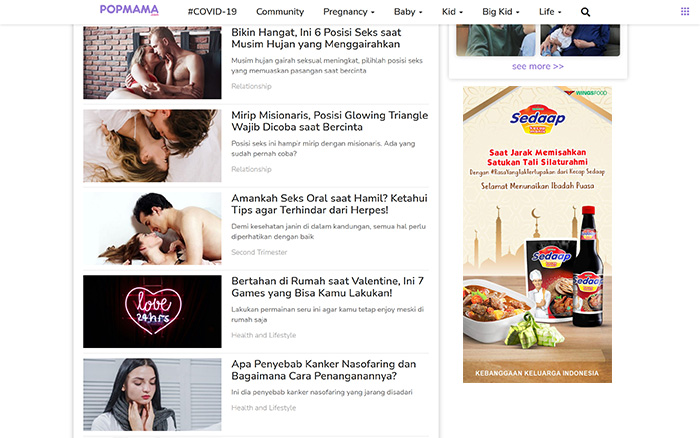 POPMAMA
.com
#COVID-19 Community Pregnancy Baby Kid Big Kid Life
Bikin Hangat, Ini 6 Posisi Seks saat
Musim Hujan yang Menggairahkan
Musim hujan gairah seksual meningkat, pilihlah posisi seks
yang memuaskan pasangan saat bercinta
Relationship
Mirip Misionaris, Posisi Glowing Triangle
Wajib Dicoba saat Bercinta
Posisi seks ini hampir mirip dengan misionaris. Ada yang
sudah pernah coba?
Relationship
Amankah Seks Oral saat Hamil? Ketahui
Tips agar Terhindar dari Herpes!
Demi kesehatan janin di dalam kandungan, semua hal perlu
diperhatikan dengan baik
Second Trimester
love
24hrs
Bertahan di Rumah saat Valentine, Ini 7
Games yang Bisa Kamu Lakukan!
Lakukan permainan seru ini agar kamu tetap enjoy meski di
rumah saja
Health and Lifestyle
Apa Penyebab Kanker Nasofaring dan
Bagaimana Cara Penanganannya?
Ini dia penyebab kanker nasofaring yang jarang disadari
Health and Lifestyle
see more >>
WINGSFOOD
Sedaap
Saat Jarak Memisahkan
Satukan Tali Silaturahmi
Dengan #RasaYangTakTerlupakan dari Kecap Sedaap
Selamat Menunaikan Ibadah Puasa
Sedaap
Sedaap
KEBANGGAAN KELUARGA INDONESIA